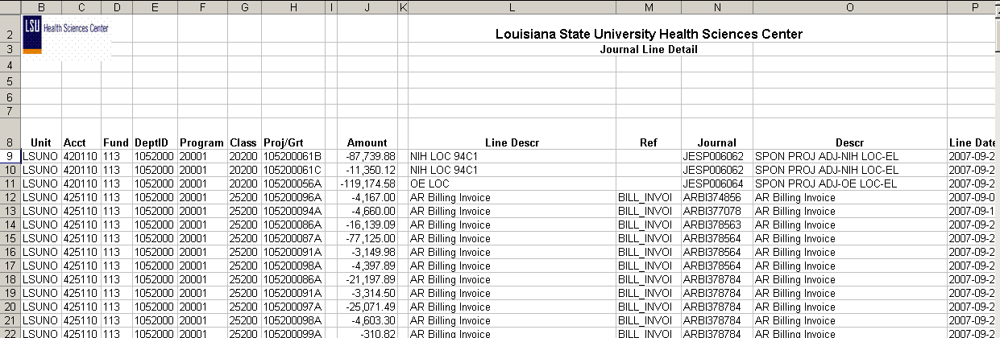 B C D E F G H I J K L M N O P
LSU Health Sciences Center
2 Louisiana State University Health Sciences Center
3 Journal Line Detail
4
5
6
7
8 Unit Acct Fund DeptID Program Class Proj/Grt Amount Line Descr Ref Journal Descr Line Date
9 LSUNO 420110 113 1052000 20001 20200 105200061B -87,739.88 NIH LOC 94C1 JESP006062 SPON PROJ ADJ-NIH LOC-EL 2007-09-2
10 LSUNO 420110 113 1052000 20001 20200 105200061C -11,350.12 NIH LOC 94C1 JESP006062 SPON PROJ ADJ-NIH LOC-EL 2007-09-2
11 LSUNO 420110 113 1052000 20001 20200 105200056A -119,174.58 OE LOC JESP006064 SPON PROJ ADJ-OE LOC-EL 2007-09-2
12 LSUNO 425110 113 1052000 20001 25200 105200096A -4,167.00 AR Billing Invoice BILL_INVOI ARBI374856 AR Billing Invoice 2007-09-0
13 LSUNO 425110 113 1052000 20001 25200 105200094A -4,660.00 AR Billing Invoice BILL_INVOI ARBI377078 AR Billing Invoice 2007-09-1
14 LSUNO 425110 113 1052000 20001 25200 105200086A -16,139.09 AR Billing Invoice BILL_INVOI ARBI378563 AR Billing Invoice 2007-09-2
15 LSUNO 425110 113 1052000 20001 25200 105200087A -77,125.00 AR Billing Invoice BILL_INVOI ARBI378564 AR Billing Invoice 2007-09-2
16 LSUNO 425110 113 1052000 20001 25200 105200091A -3,149.98 AR Billing Invoice BILL_INVOI ARBI378564 AR Billing Invoice 2007-09-2
17 LSUNO 425110 113 1052000 20001 25200 105200098A -4,397.89 AR Billing Invoice BILL_INVOI ARBI378564 AR Billing Invoice 2007-09-2
18 LSUNO 425110 113 1052000 20001 25200 105200086A -21,197.89 AR Billing Invoice BILL_INVOI ARBI378784 AR Billing Invoice 2007-09-2
19 LSUNO 425110 113 1052000 20001 25200 105200091A -3,314.50 AR Billing Invoice BILL_INVOI ARBI378784 AR Billing Invoice 2007-09-2
20 LSUNO 425110 113 1052000 20001 25200 105200097A -25,071.49 AR Billing Invoice BILL_INVOI ARBI378784 AR Billing Invoice 2007-09-2
21 LSUNO 425110 113 1052000 20001 25200 105200098A -4,603.30 AR Billing Invoice BILL_INVOI ARBI378784 AR Billing Invoice 2007-09-2
22 LSUNO 425110 113 1052000 20001 25200 105200099A -310.82 AR Billing Invoice BILL_INVOI ARBI378784 AR Billing Invoice 2007-09-2